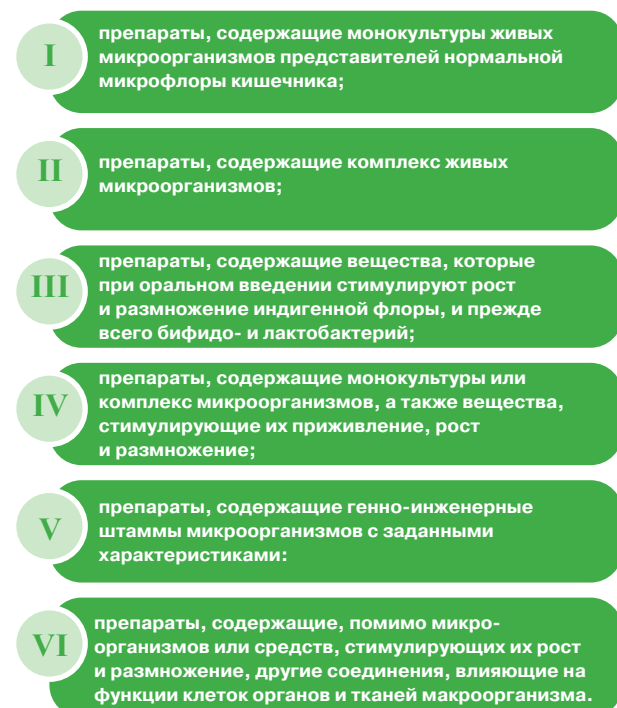 I
препараты, содержащие монокультуры живых
микроорганизмов представителей нормальной
микрофлоры кишечника;
II
препараты, содержащие комплекс живых
микроорганизмов;
III
препараты, содержащие вещества, которые
при оральном введении стимулируют рост
и размножение индигенной флоры, и прежде
всего бифидо- и лактобактерий;
IV
препараты, содержащие монокультуры или
комплекс микроорганизмов, а также вещества,
стимулирующие их приживление, рост
и размножение;
V
препараты, содержащие генно-инженерные
штаммы микроорганизмов с заданными
характеристиками:
VI
препараты, содержащие, помимо микро-
организмов или средств, стимулирующих их рост
и размножение, другие соединения, влияющие на
функции клеток органов и тканей макроорганизма.